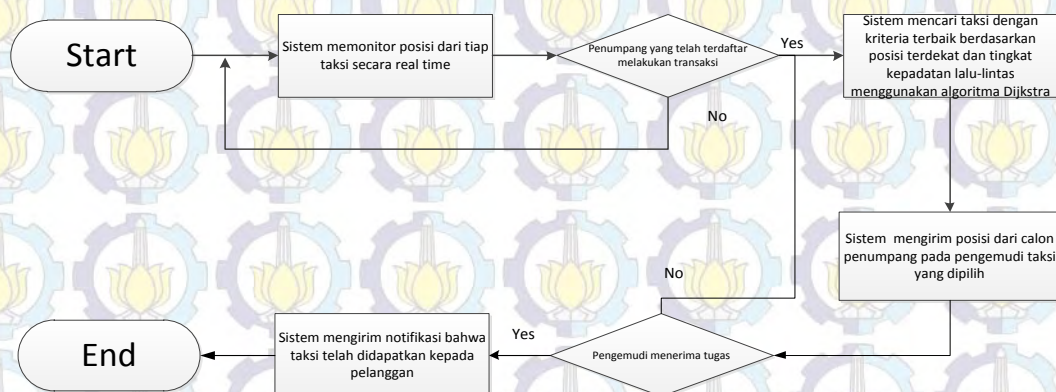 Start
Sistem memonitor posisi dari tiap
taksi secara real time
Penumpang yang telah terdaftar
melakukan transaksi
Yes
No
Sistem mencari taksi dengan
kriteria terbaik berdasarkan
posisi terdekat dan tingkat
kepadatan lalu-lintas
menggunakan algoritma Dijkstra
Sistem mengirim posisi dari calon
penumpang pada pengemudi taksi
yang dipilih
No
Pengemudi menerima tugas
Yes
Sistem mengirim notifikasi bahwa
taksi telah didapatkan kepada
pelanggan
End